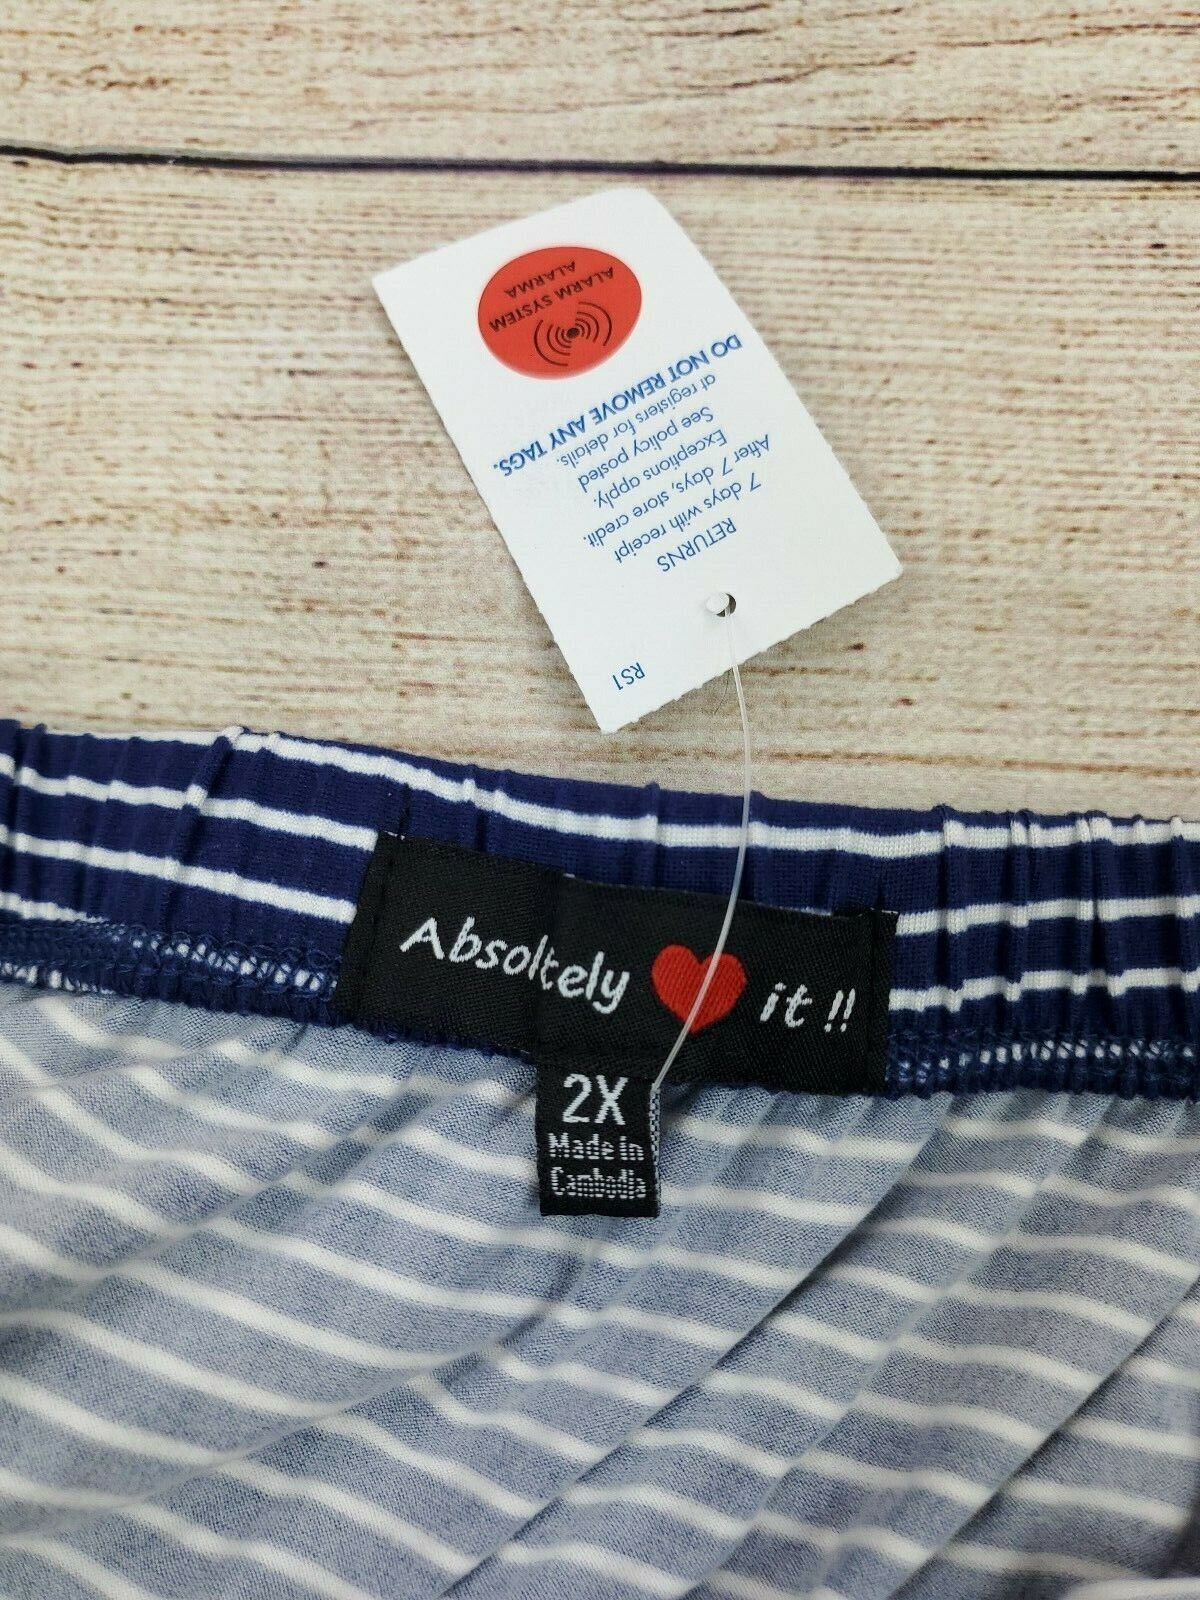 RS1
RETURNS
7 days with receipt
After 7 days, store credit.
Exceptions apply.
See policy posted
at registers for details.
DO NOT REMOVE ANY TAGS.
ALARM SYSTEM
ALARMA
Absolutely ❤ it !!
2X
Made in
Cambodia